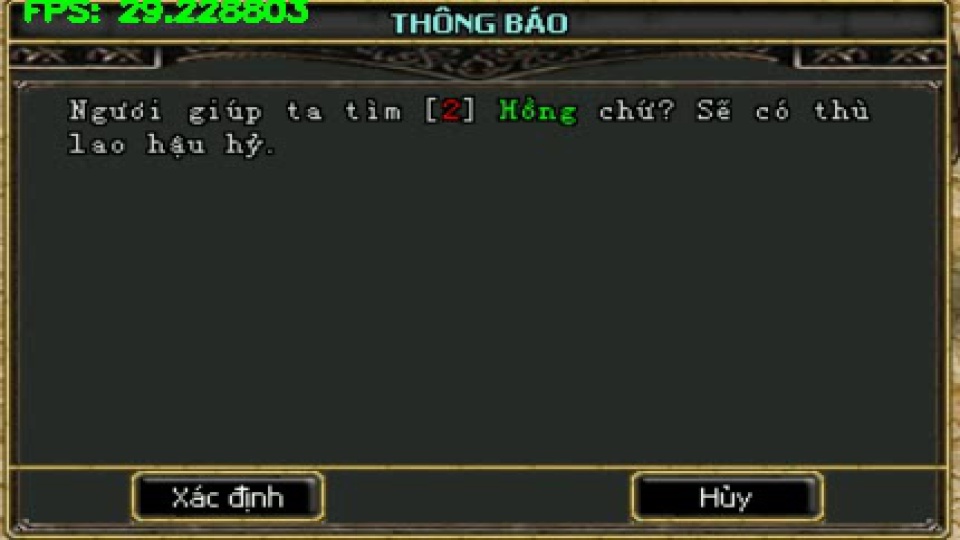 FPS: 29.228803
THÔNG BÁO
Ngươi giúp ta tìm [2] Hồng chứ? Sẽ có thù
lao hậu hỷ.
Xác định
Hủy